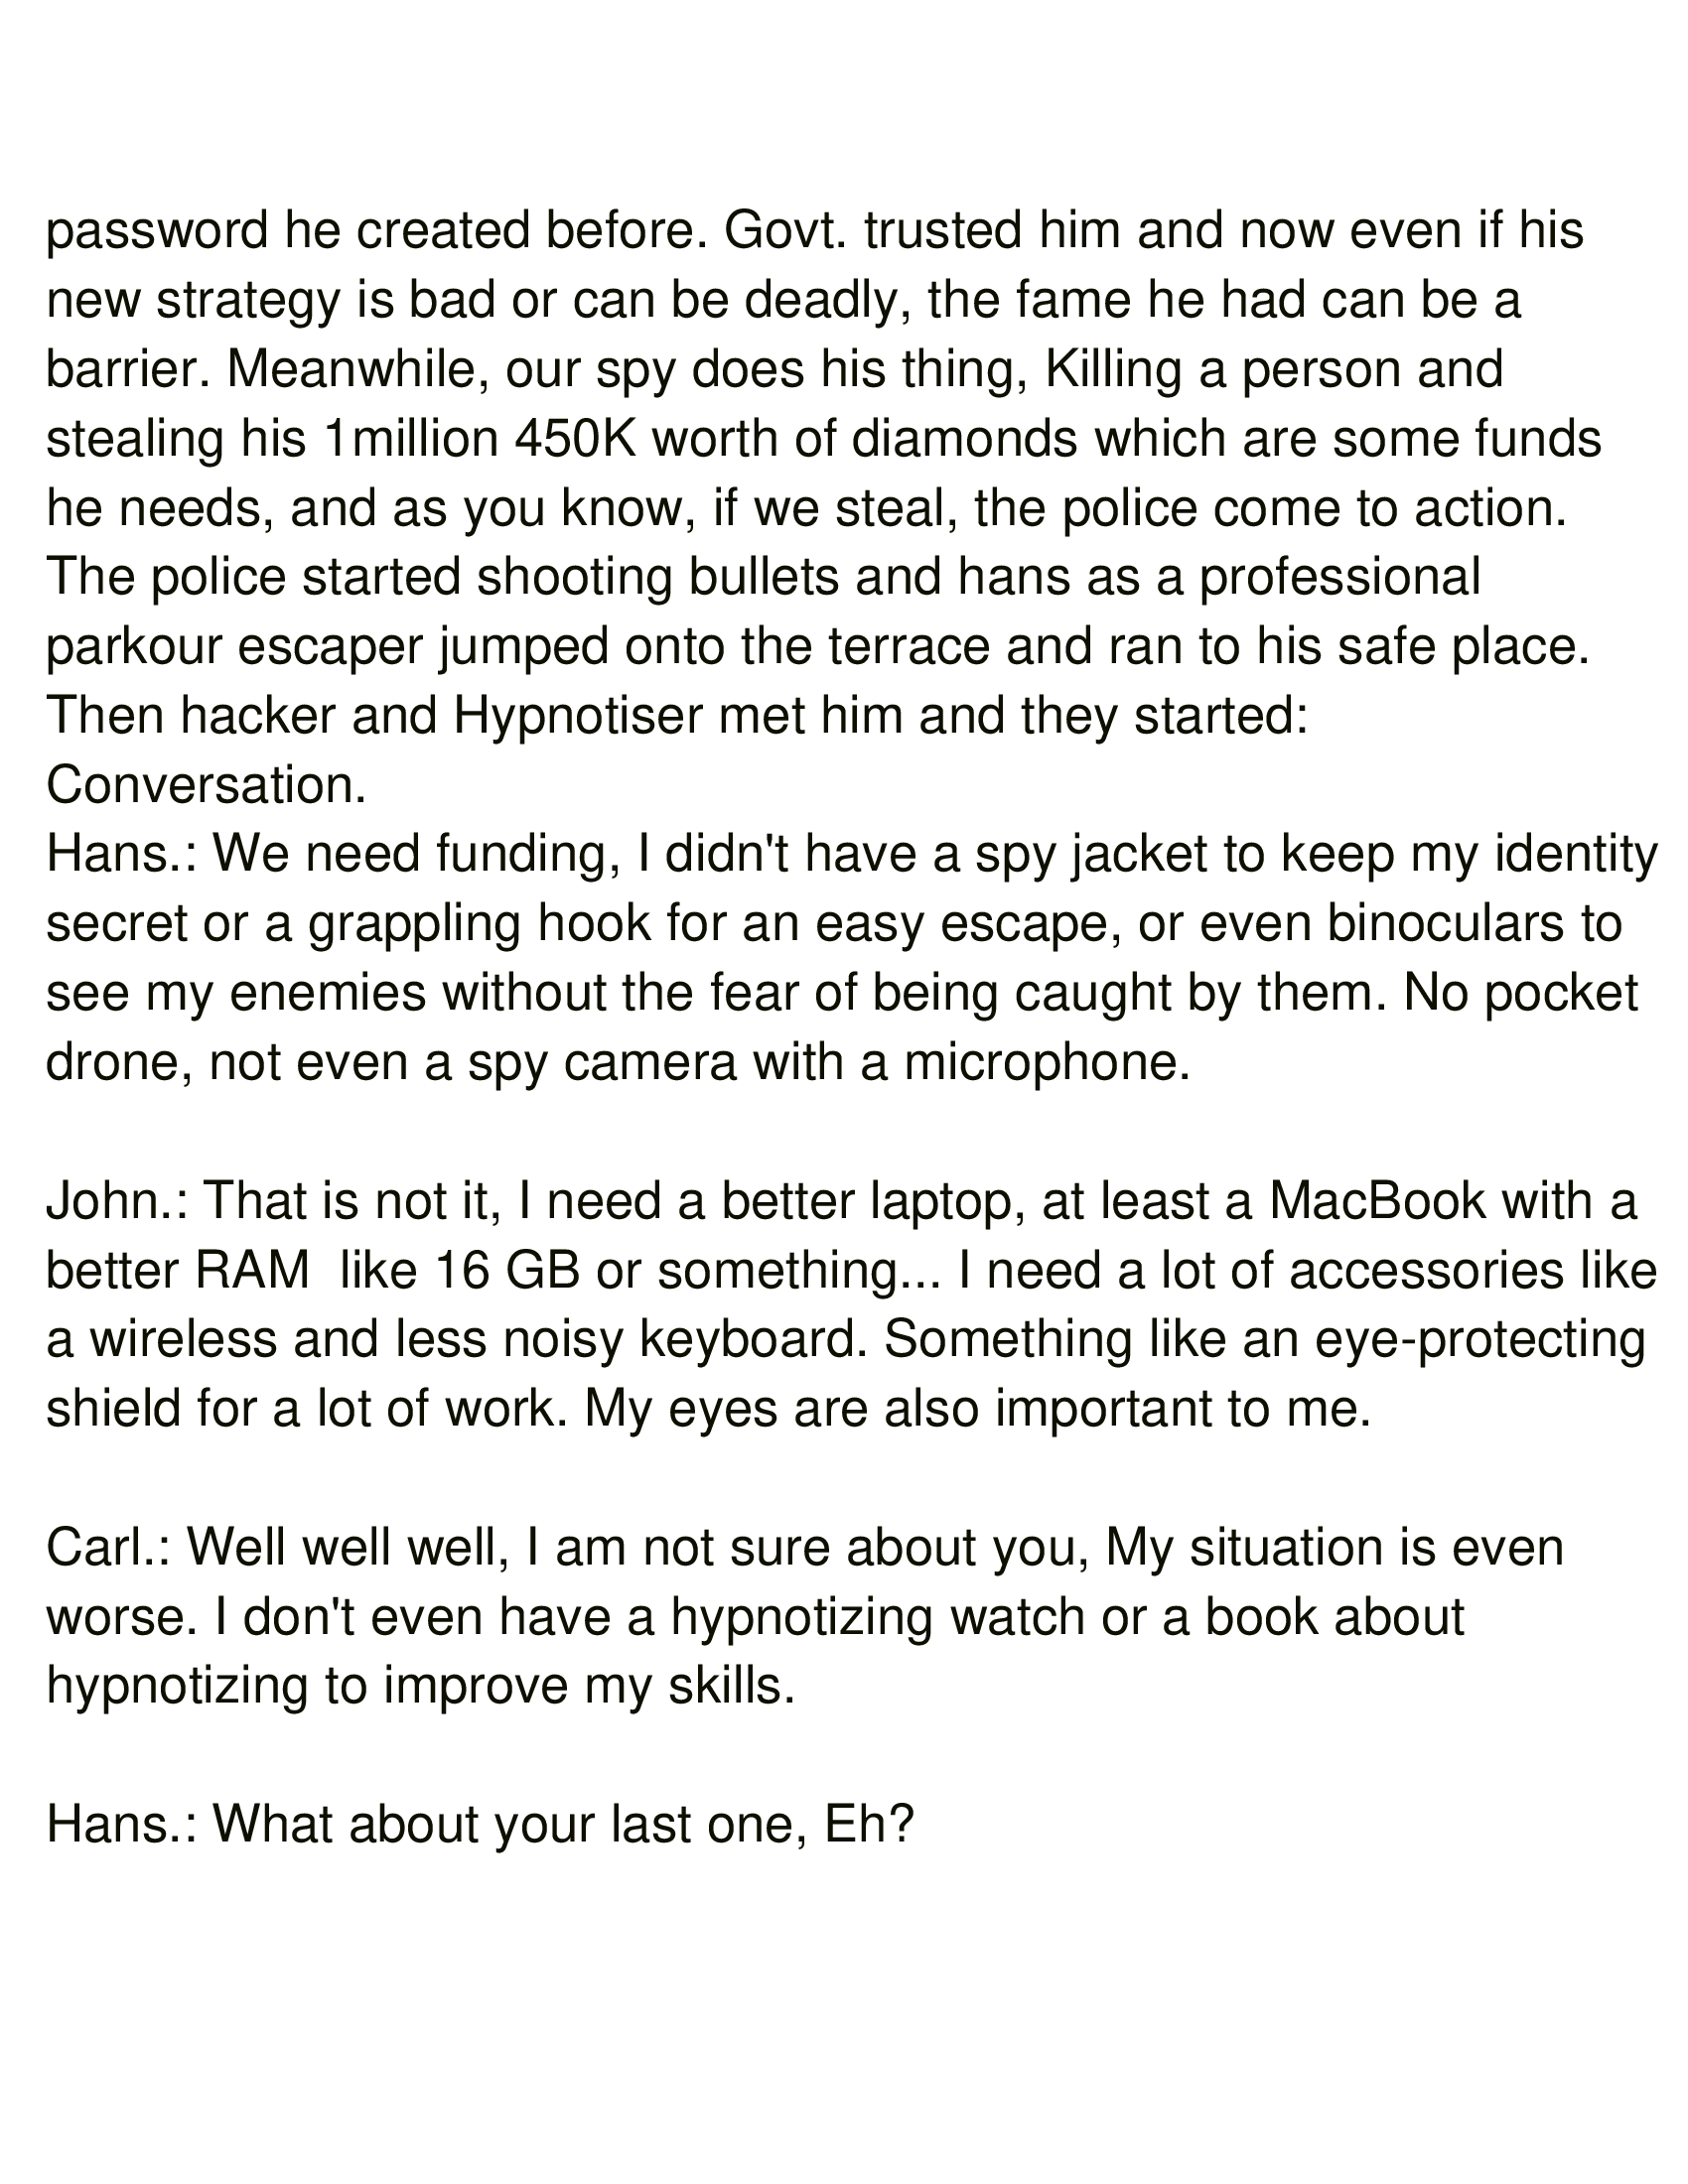 password he created before. Govt. trusted him and now even if his
new strategy is bad or can be deadly, the fame he had can be a
barrier. Meanwhile, our spy does his thing, Killing a person and
stealing his 1million 450K worth of diamonds which are some funds
he needs, and as you know, if we steal, the police come to action.
The police started shooting bullets and hans as a professional
parkour escaper jumped onto the terrace and ran to his safe place.
Then hacker and Hypnotiser met him and they started:
Conversation.
Hans.: We need funding, I didn't have a spy jacket to keep my identity
secret or a grappling hook for an easy escape, or even binoculars to
see my enemies without the fear of being caught by them. No pocket
drone, not even a spy camera with a microphone.
John.: That is not it, I need a better laptop, at least a MacBook with a
better RAM  like 16 GB or something... I need a lot of accessories like
a wireless and less noisy keyboard. Something like an eye-protecting
shield for a lot of work. My eyes are also important to me.
Carl.: Well well well, I am not sure about you, My situation is even
worse. I don't even have a hypnotizing watch or a book about
hypnotizing to improve my skills.
Hans.: What about your last one, Eh?